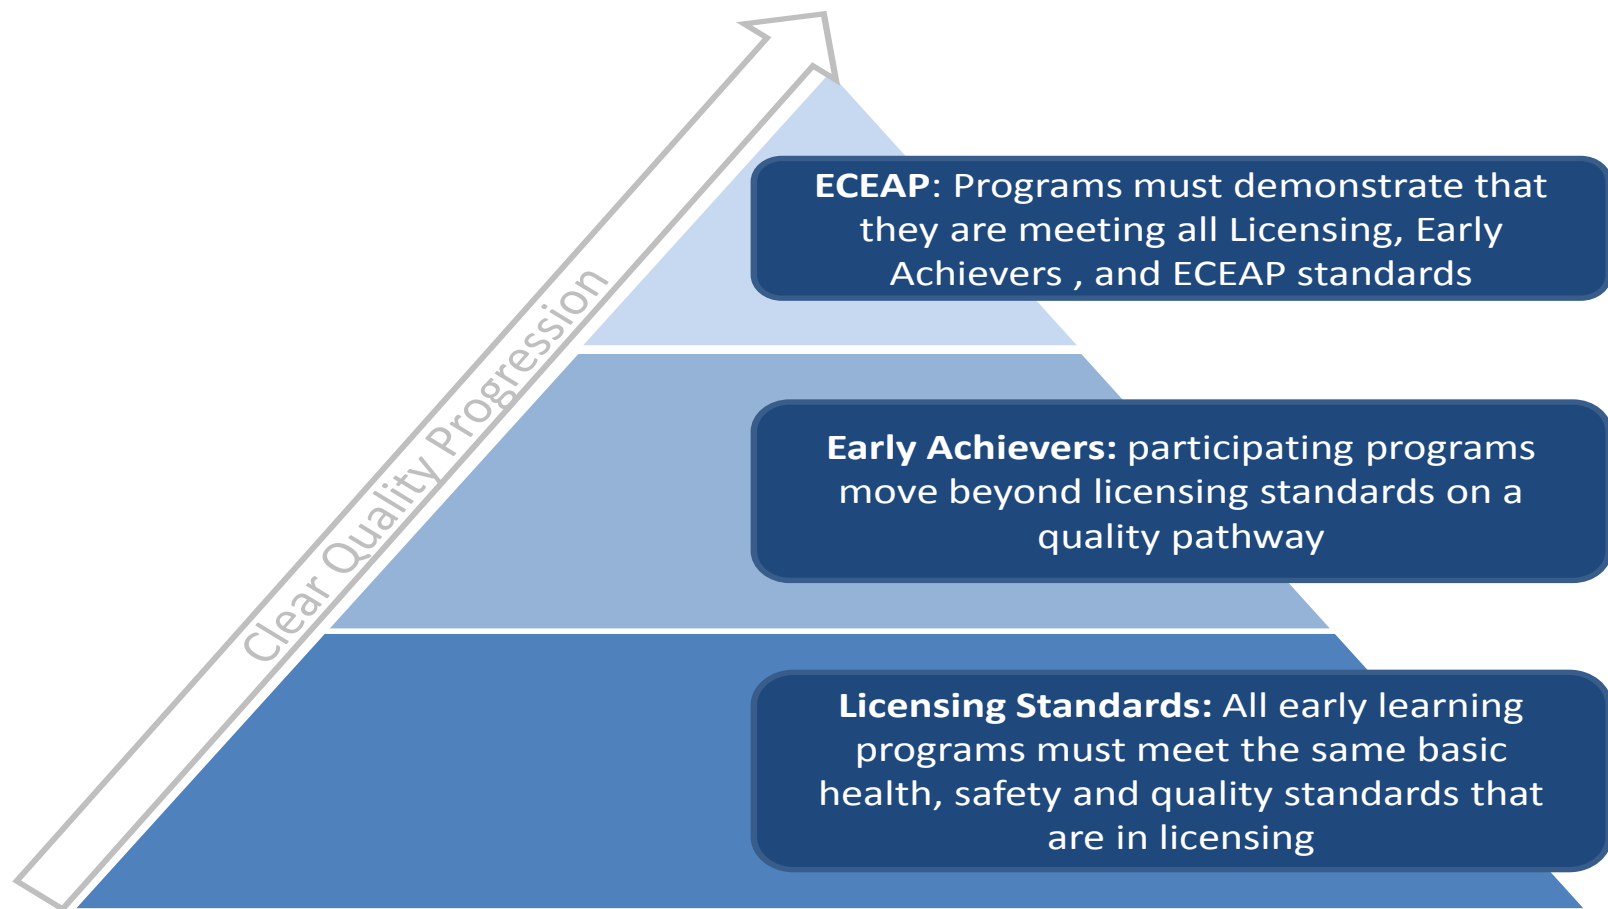 Clear Quality Progression
ECEAP: Programs must demonstrate that
they are meeting all Licensing, Early
Achievers , and ECEAP standards
Early Achievers: participating programs
move beyond licensing standards on a
quality pathway
Licensing Standards: All early learning
programs must meet the same basic
health, safety and quality standards that
are in licensing